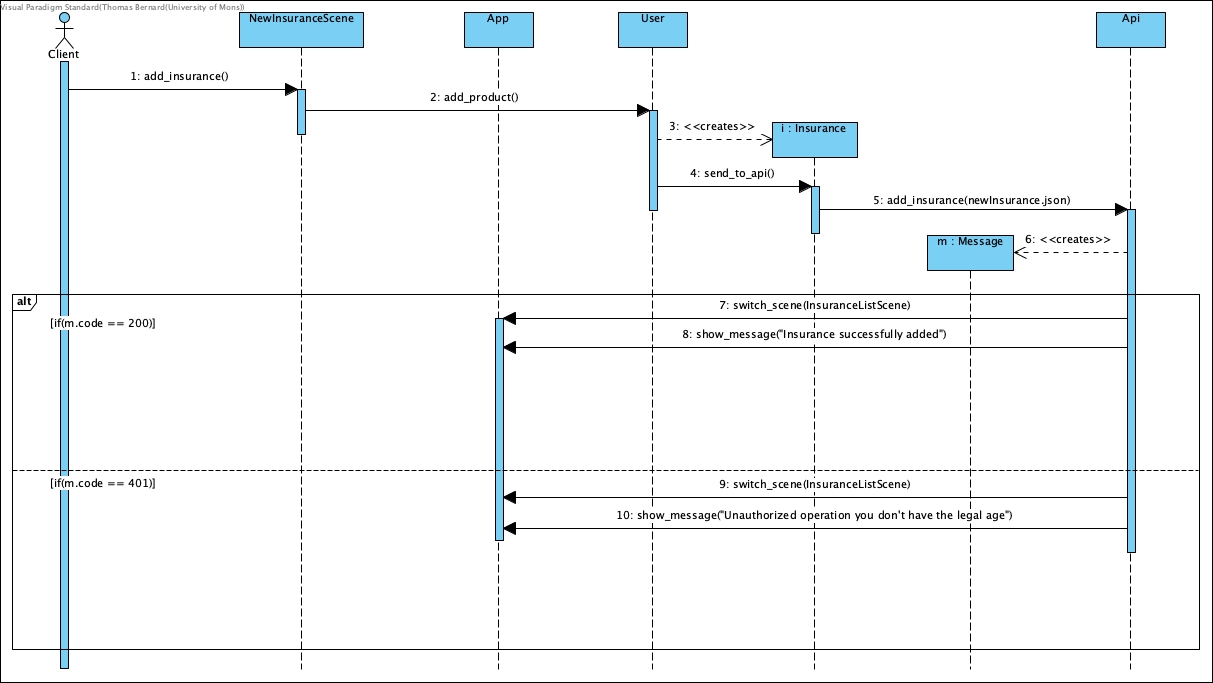 Visual Paradigm Standard(Thomas Bernard(University of Mons))
NewInsuranceScene
App
User
Api
Client
1: add_insurance()
2: add_product()
3: <<creates>>
i : Insurance
4: send_to_api()
5: add_insurance(newInsurance.json)
m : Message
6: <<creates>>
alt
7: switch_scene(InsuranceListScene)
[if(m.code == 200)]
8: show_message("Insurance successfully added")
[if(m.code == 401)]
9: switch_scene(InsuranceListScene)
10: show_message("Unauthorized operation you don't have the legal age")